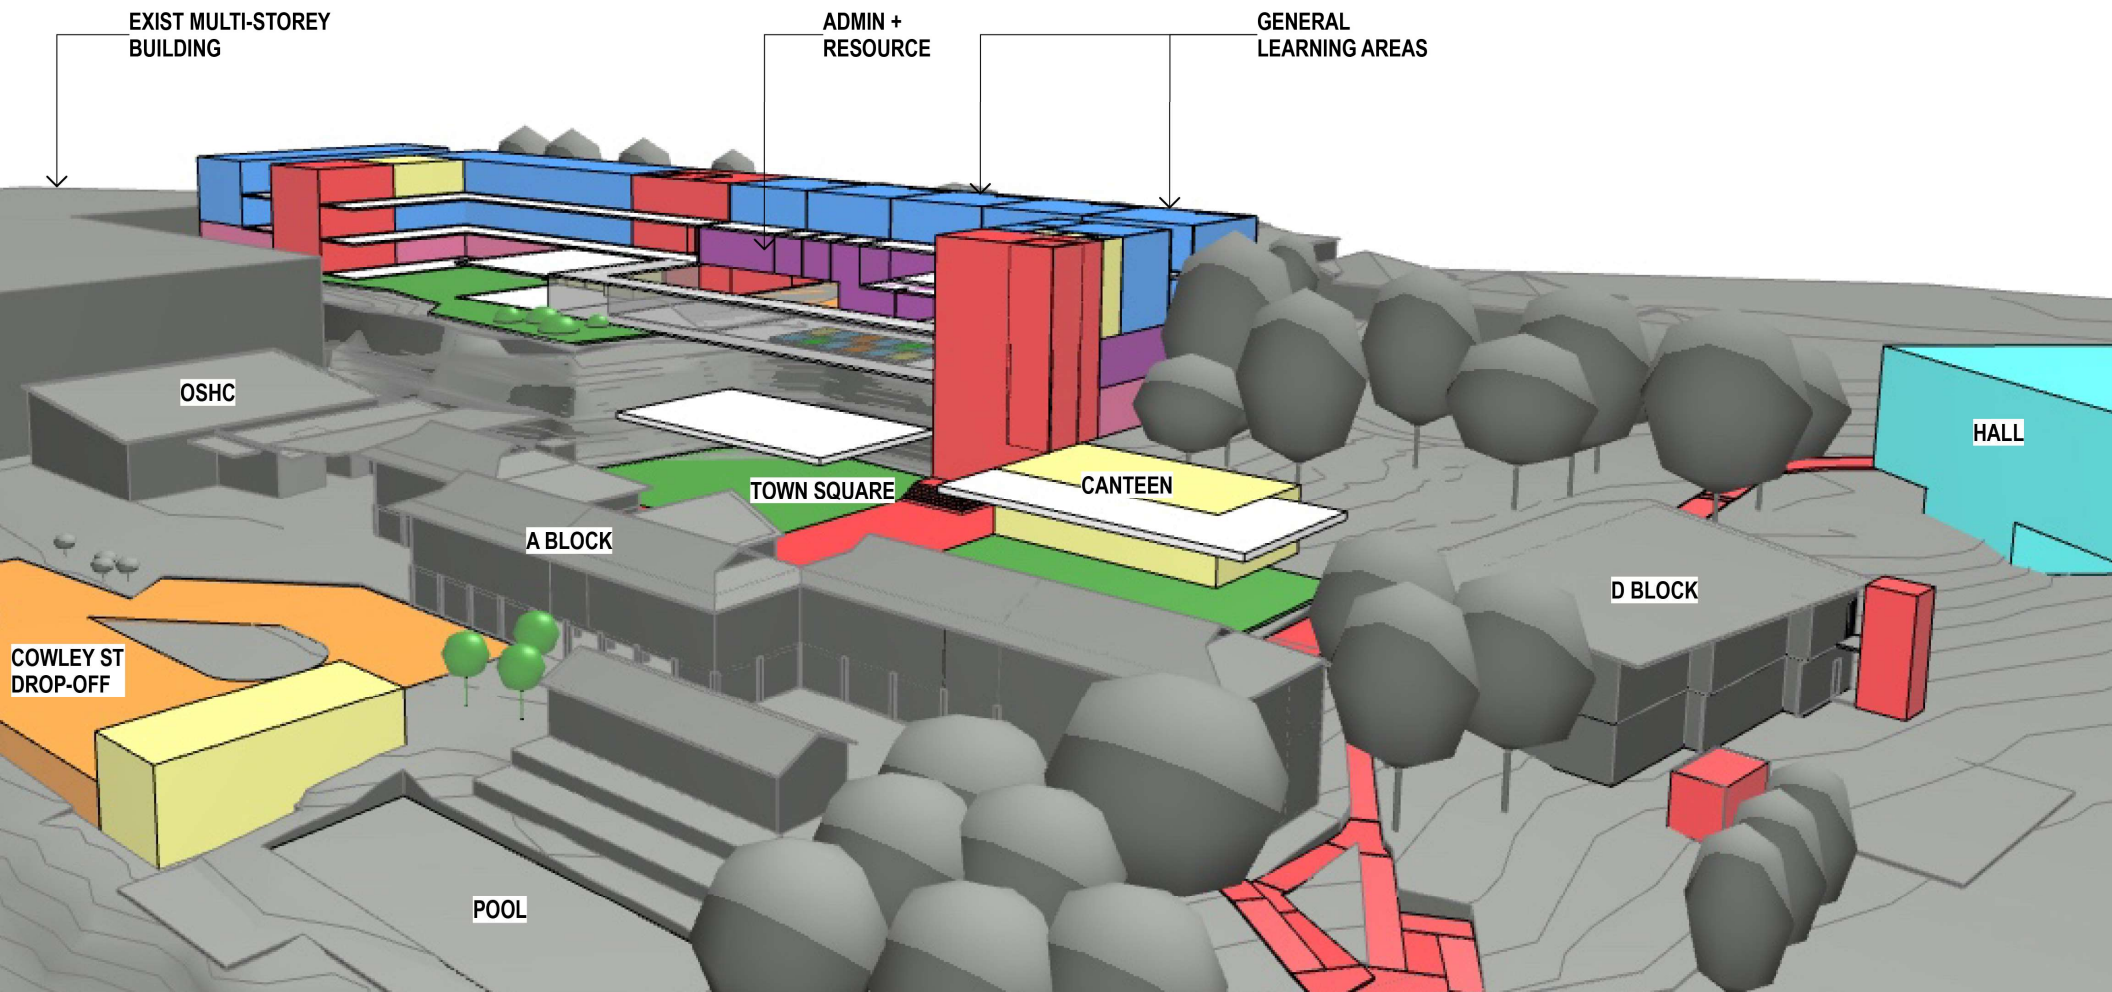 EXIST MULTI-STOREY
BUILDING
ADMIN +
RESOURCE
GENERAL
LEARNING AREAS
OSHC
HALL
TOWN SQUARE
CANTEEN
A BLOCK
D BLOCK
COWLEY ST
DROP-OFF
POOL